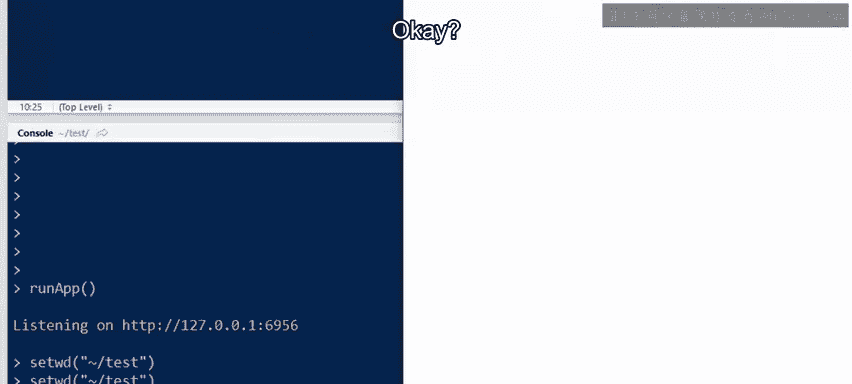 Okay?
10:25 (Top Level)
Console ~/test/
>
>
>
>
>
>
>
> runApp()
Listening on http://127.0.0.1:6956
> setwd("~/test")
> setwd("~/test")